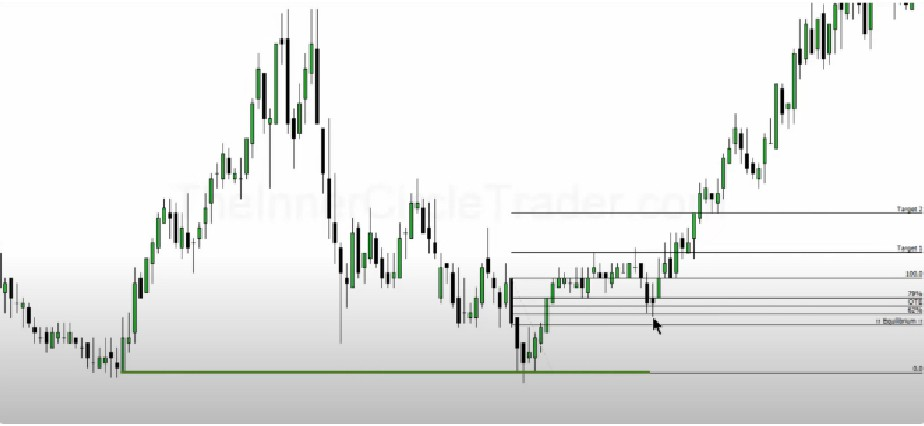 TheInnerCircleTrader.com
Target 2
Target 1
100.0
79%
OTE
62%
:: Equilibrium ::
0.0